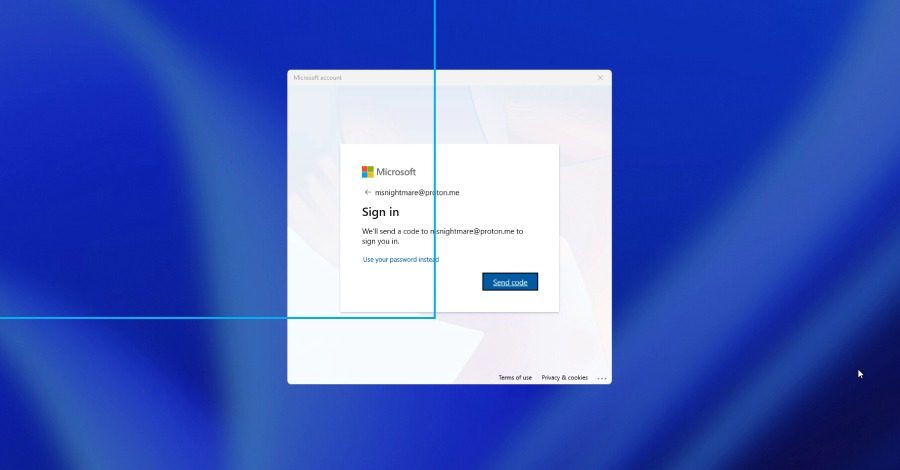 Microsoft account
Microsoft
msnightmare@proton.me
Sign in
We'll send a code to msnightmare@proton.me to
sign you in.
Use your password instead
Send code
Terms of use Privacy & cookies ...